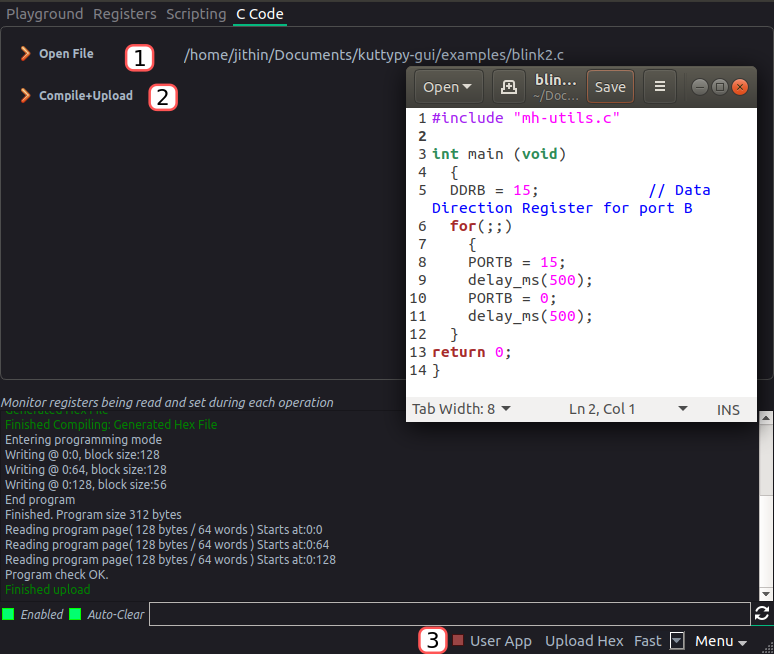 Playground Registers Scripting C Code
Open File
1
/home/jithin/Documents/kuttypy-gui/examples/blink2.c
Compile+Upload
2
Open
blin...
~/Doc...
Save
1 #include "mh-utils.c"
2
3 int main (void)
4 {
5 DDRB = 15; // Data
Direction Register for port B
6 for(;;)
7 {
8 PORTB = 15;
9 delay_ms(500);
10 PORTB = 0;
11 delay_ms(500);
12 }
13 return 0;
14 }
Tab Width: 8
Ln 2, Col 1
INS
Monitor registers being read and set during each operation
Generated Hex File
Finished Compiling: Generated Hex File
Entering programming mode
Writing @ 0:0, block size:128
Writing @ 0:64, block size:128
Writing @ 0:128, block size:56
End program
Finished. Program size 312 bytes
Reading program page( 128 bytes / 64 words ) Starts at:0:0
Reading program page( 128 bytes / 64 words ) Starts at:0:64
Reading program page( 128 bytes / 64 words ) Starts at:0:128
Program check OK.
Finished upload
Enabled Auto-Clear
3 User App Upload Hex Fast Menu